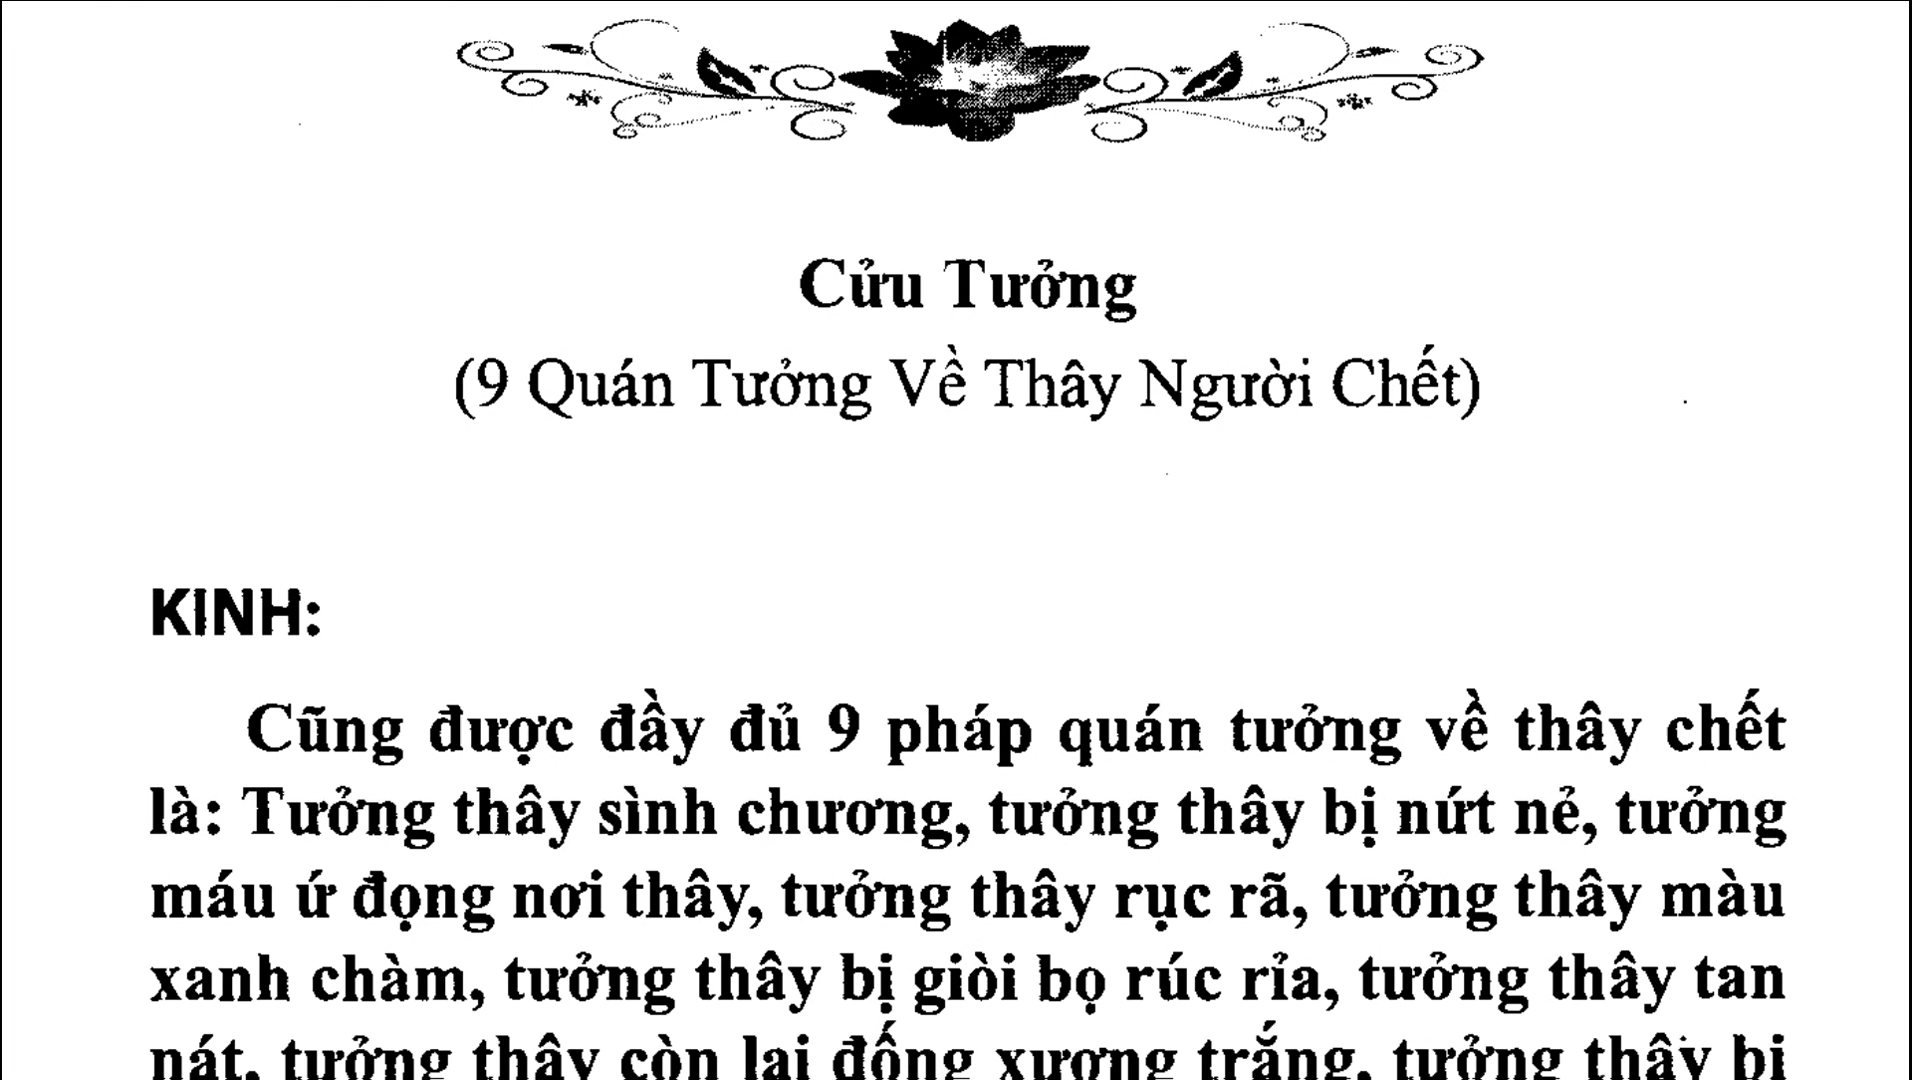 Cửu Tưởng
(9 Quán Tưởng Về Thây Người Chết)
KINH:
Cũng được đầy đủ 9 pháp quán tưởng về thây chết
là: Tưởng thây sình chương, tưởng thây bị nứt nẻ, tưởng
máu ứ đọng nơi thây, tưởng thây rục rã, tưởng thây màu
xanh chàm, tưởng thây bị giòi bọ rúc rỉa, tưởng thây tan
nát, tưởng thây còn lại đống xương trắng, tưởng thây bị